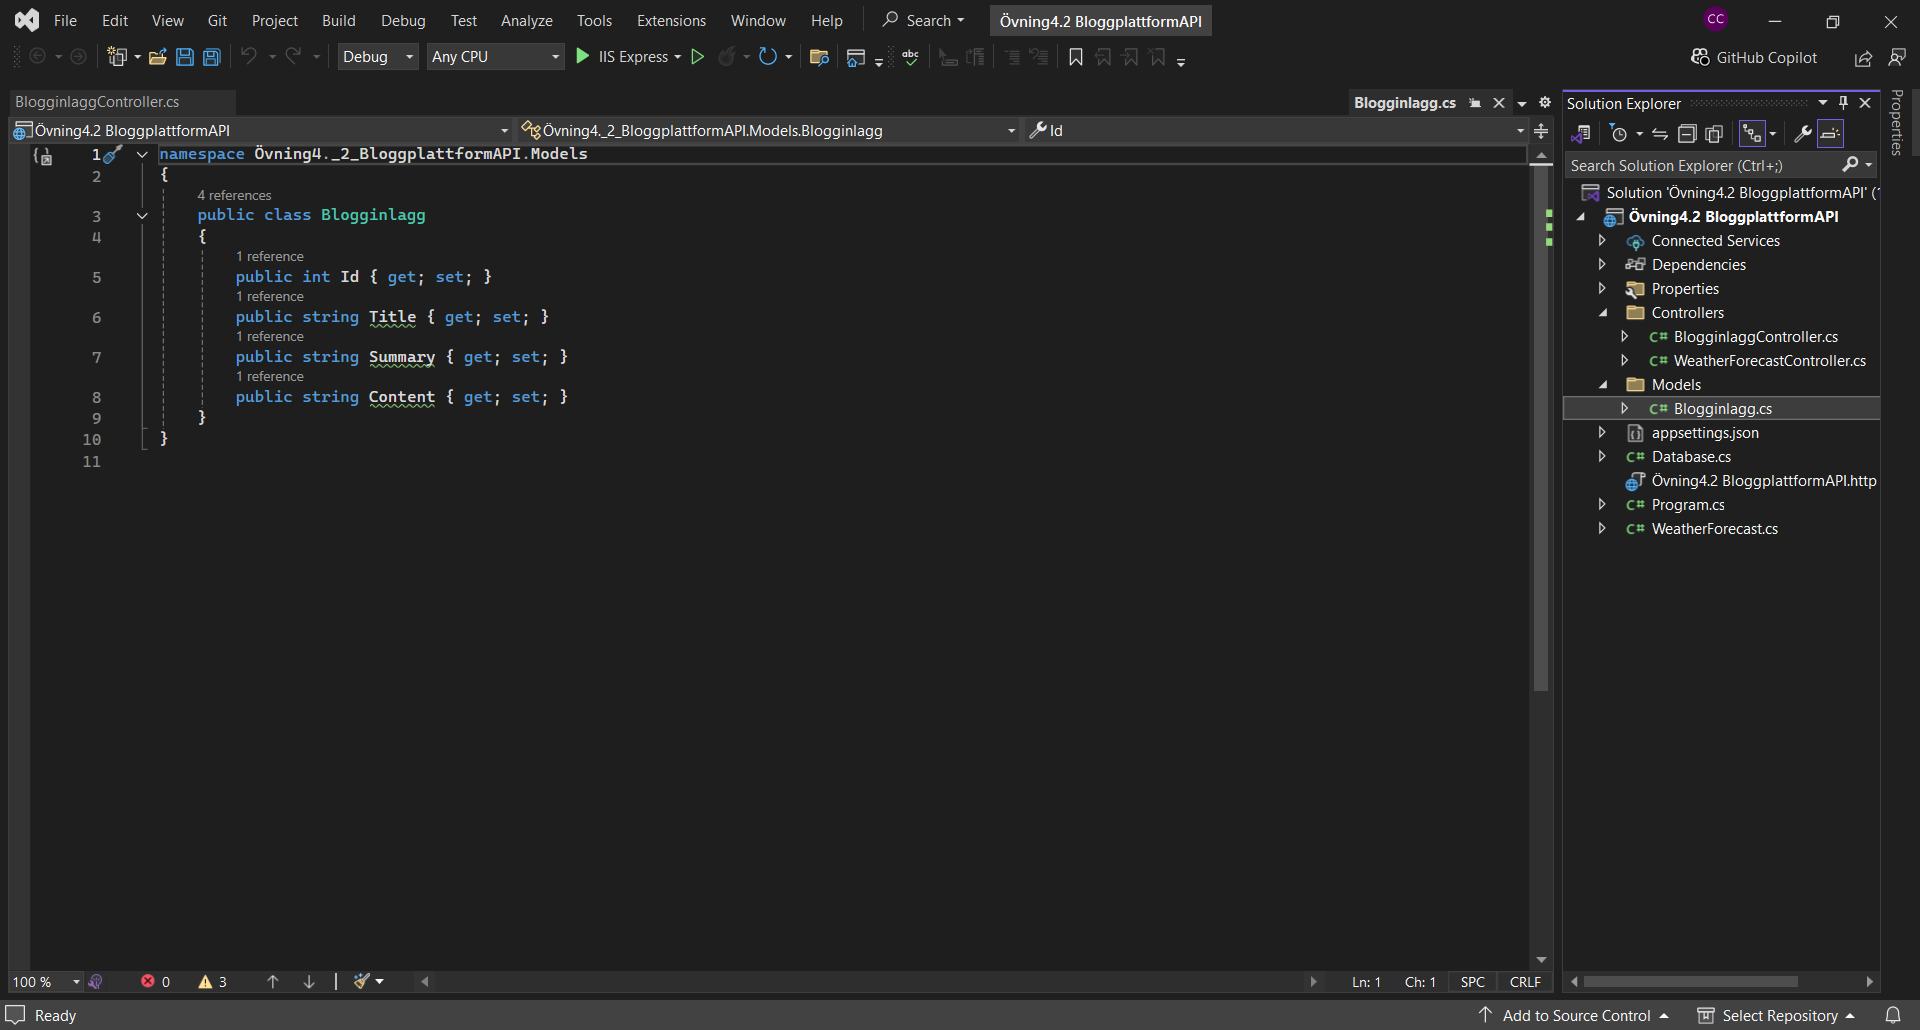 File Edit View Git Project Build Debug Test Analyze Tools Extensions Window Help Search Övning4.2 BloggplattformAPI CC
Debug Any CPU IIS Express abc GitHub Copilot
BlogginlaggController.cs Blogginlagg.cs
Övning4.2 BloggplattformAPI Övning4._2_BloggplattformAPI.Models.Blogginlagg Id
1 namespace Övning4._2_BloggplattformAPI.Models
2 {
4 references
3 public class Blogginlagg
4 {
1 reference
5 public int Id { get; set; }
1 reference
6 public string Title { get; set; }
1 reference
7 public string Summary { get; set; }
1 reference
8 public string Content { get; set; }
9 }
10 }
11
100 % 0 3 Ln: 1 Ch: 1 SPC CRLF
Solution Explorer
Search Solution Explorer (Ctrl+;)
Solution 'Övning4.2 BloggplattformAPI' (
Övning4.2 BloggplattformAPI
Connected Services
Dependencies
Properties
Controllers
C# BlogginlaggController.cs
C# WeatherForecastController.cs
Models
C# Blogginlagg.cs
appsettings.json
C# Database.cs
Övning4.2 BloggplattformAPI.http
C# Program.cs
C# WeatherForecast.cs
Properties
Ready Add to Source Control Select Repository